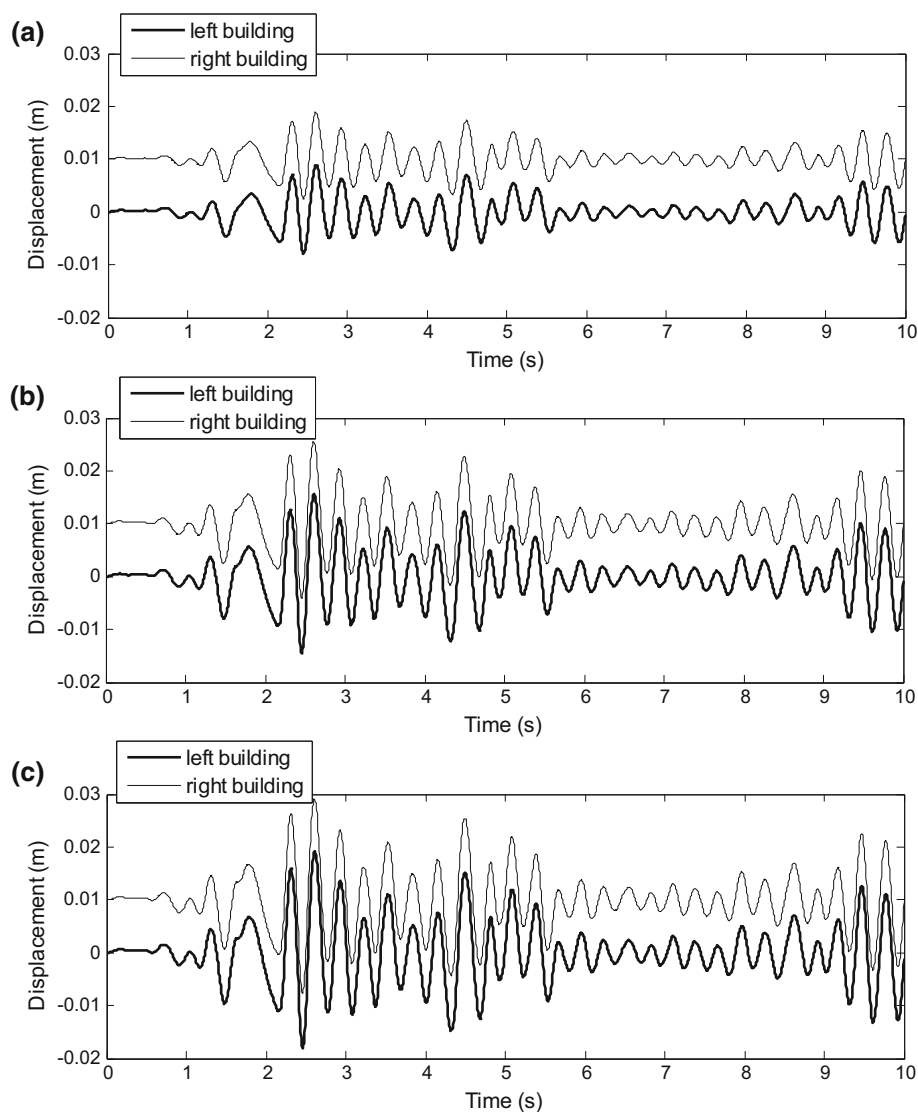 (a)
left building
right building
0.03
0.02
0.01
0
-0.01
-0.02
Displacement (m)
0 1 2 3 4 5 6 7 8 9 10
Time (s)
(b)
left building
right building
0.03
0.02
0.01
0
-0.01
-0.02
Displacement (m)
0 1 2 3 4 5 6 7 8 9 10
Time (s)
(c)
left building
right building
0.03
0.02
0.01
0
-0.01
-0.02
Displacement (m)
0 1 2 3 4 5 6 7 8 9 10
Time (s)